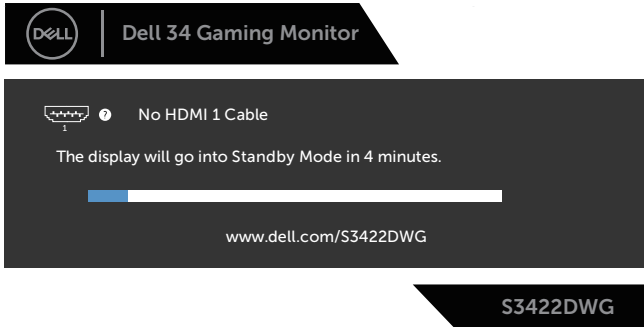 DELL
Dell 34 Gaming Monitor
? No HDMI 1 Cable
1
The display will go into Standby Mode in 4 minutes.
www.dell.com/S3422DWG
S3422DWG